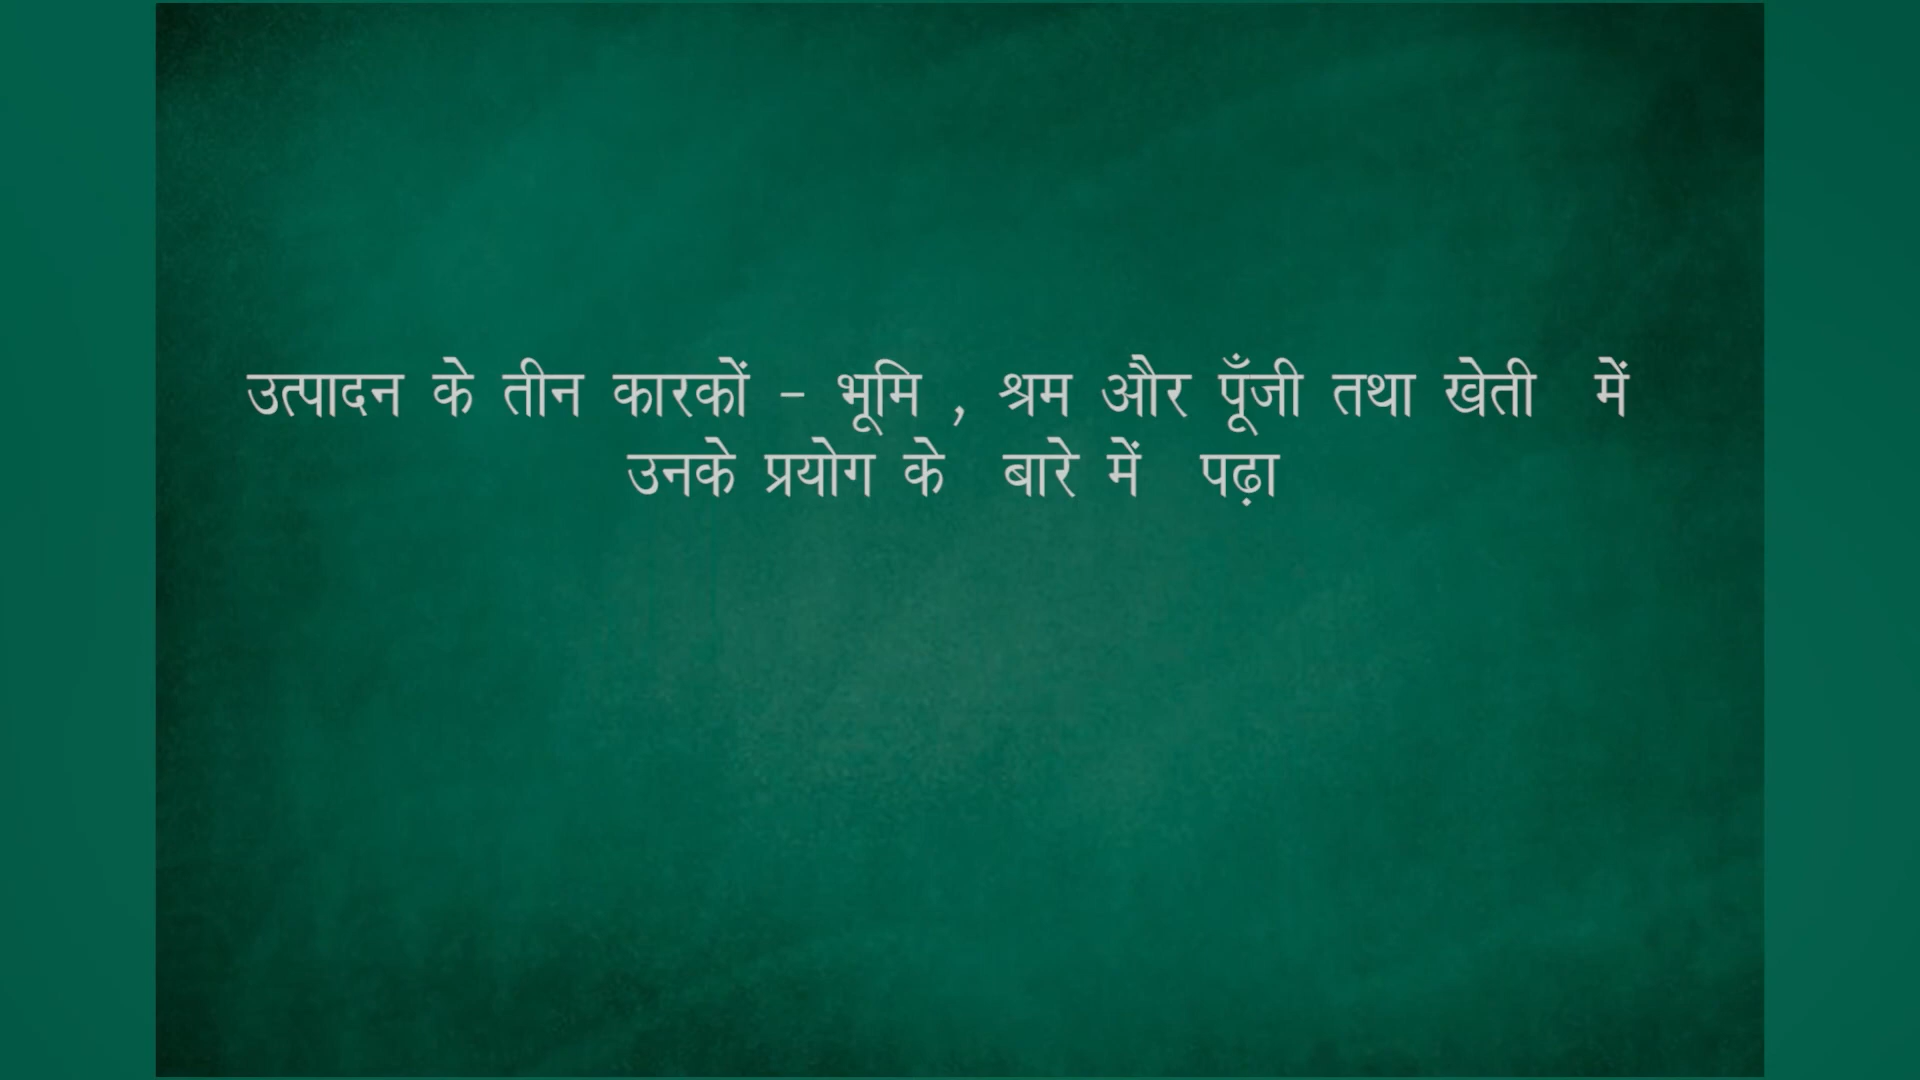 उत्पादन के तीन कारकों - भूमि , श्रम और पूँजी तथा खेती में
उनके प्रयोग के बारे में पढ़ा